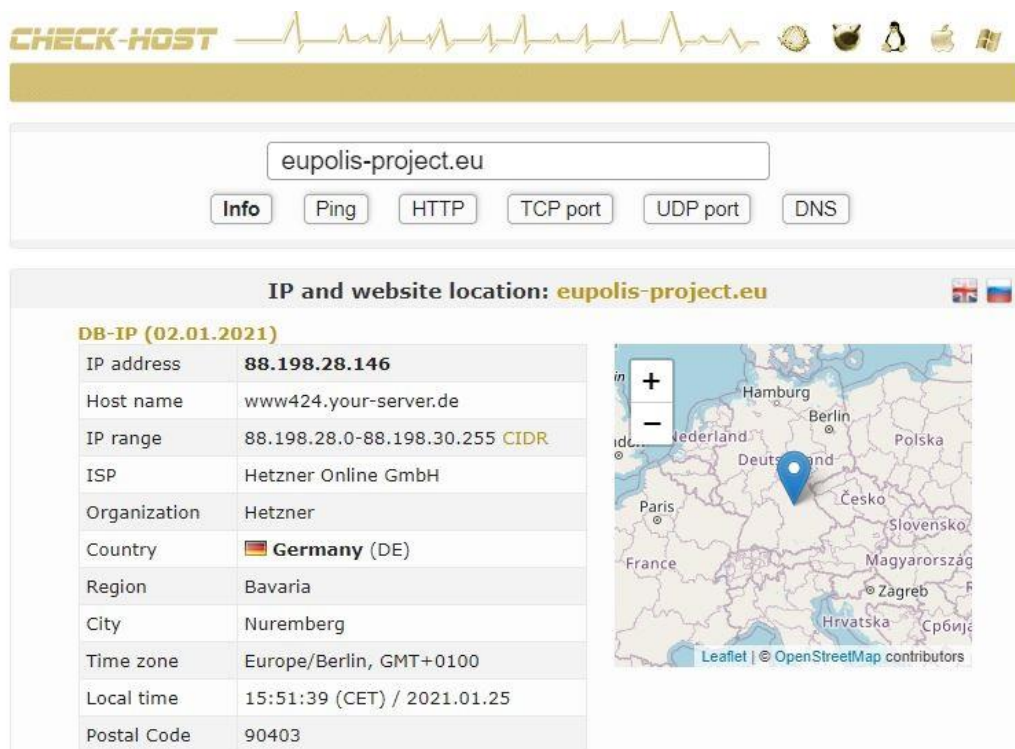 CHECK-HOST
eupolis-project.eu
Info Ping HTTP TCP port UDP port DNS
IP and website location: eupolis-project.eu
DB-IP (02.01.2021)
IP address 88.198.28.146
Host name www424.your-server.de
IP range 88.198.28.0-88.198.30.255 CIDR
ISP Hetzner Online GmbH
Organization Hetzner
Country Germany (DE)
Region Bavaria
City Nuremberg
Time zone Europe/Berlin, GMT+0100
Local time 15:51:39 (CET) / 2021.01.25
Postal Code 90403
+
−
Hamburg
Berlin
Nederland
Polska
Paris
Česko
Slovensko
France
Magyarország
Zagreb
Hrvatska
Leaflet | © OpenStreetMap contributors